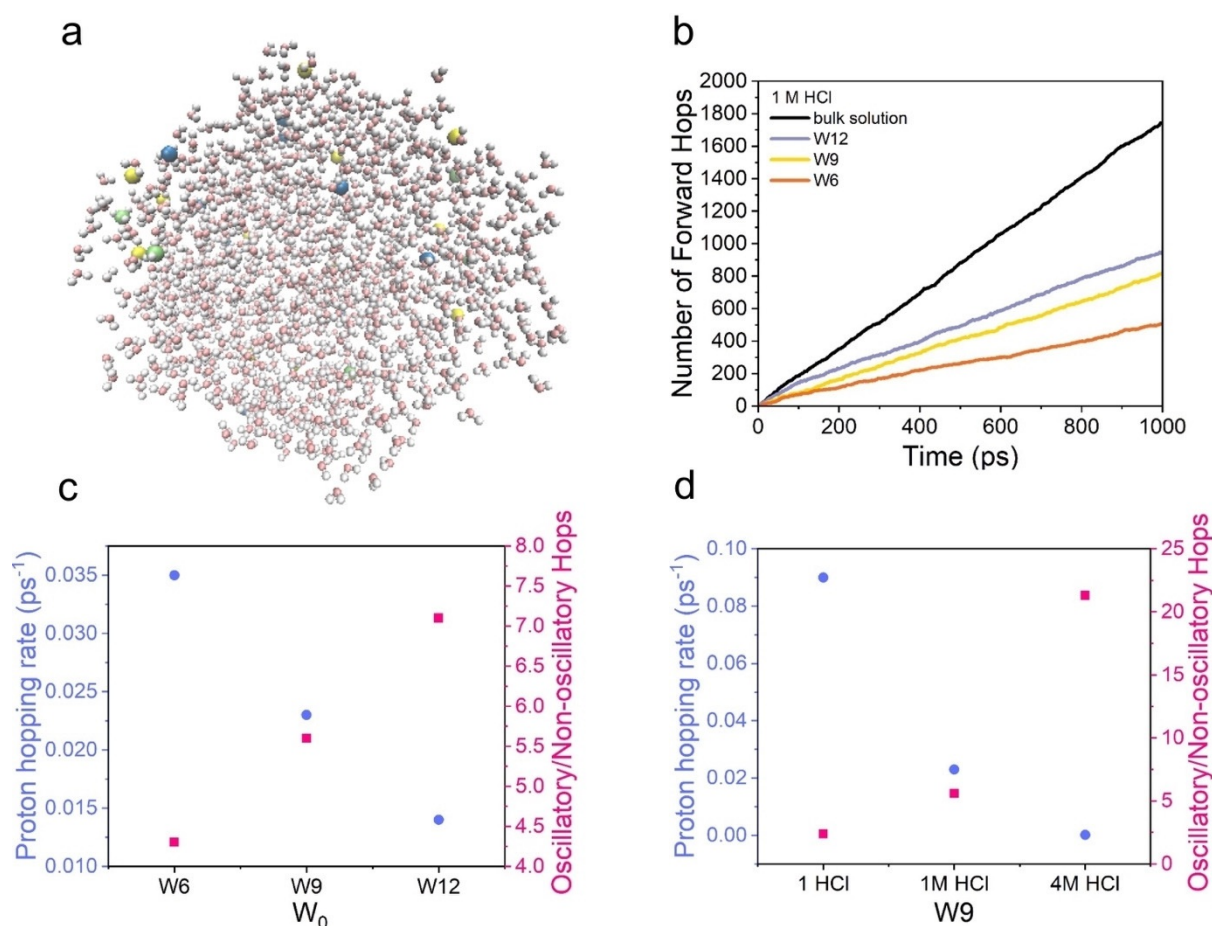 a
b
2000
1800
1600
1400
1200
1000
800
600
400
200
0
Number of Forward Hops
1 M HCl
bulk solution
W12
W9
W6
0 200 400 600 800 1000
Time (ps)
c
Proton hopping rate (ps⁻¹)
0.035
0.030
0.025
0.020
0.015
0.010
8.0
7.5
7.0
6.5
6.0
5.5
5.0
4.5
4.0
Oscillatory/Non-oscillatory Hops
W6 W9 W12
W₀
d
Proton hopping rate (ps⁻¹)
0.10
0.08
0.06
0.04
0.02
0.00
25
20
15
10
5
0
Oscillatory/Non-oscillatory Hops
1 HCl 1M HCl 4M HCl
W9